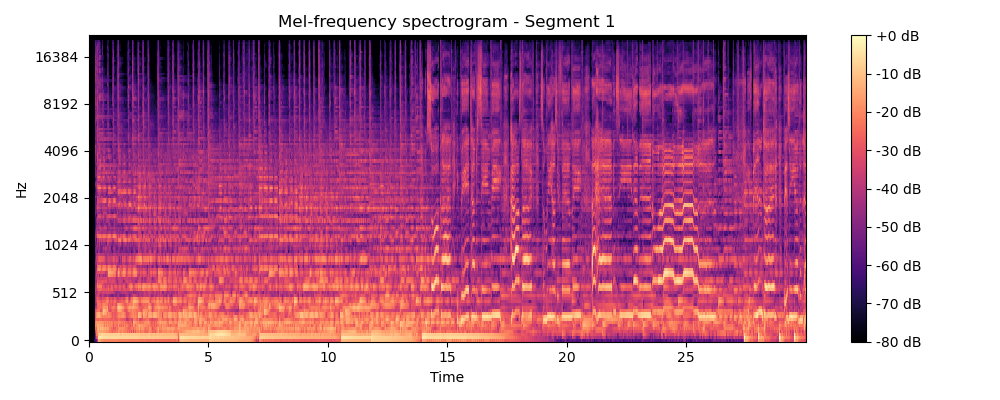 Mel-frequency spectrogram - Segment 1
Hz
16384
8192
4096
2048
1024
512
0
0 5 10 15 20 25
Time
+0 dB
-10 dB
-20 dB
-30 dB
-40 dB
-50 dB
-60 dB
-70 dB
-80 dB